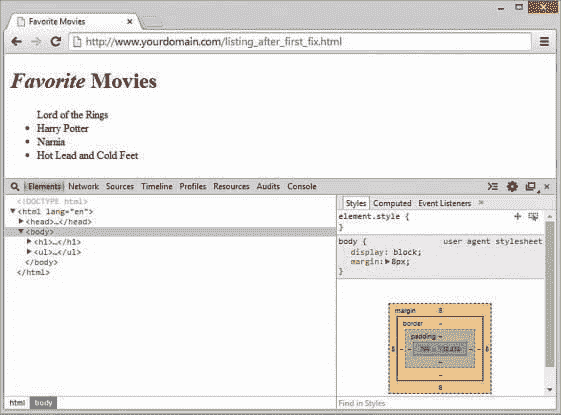 Favorite Movies
http://www.yourdomain.com/listing_after_first_fix.html
Favorite Movies
Lord of the Rings
Harry Potter
Narnia
Hot Lead and Cold Feet
Elements Network Sources Timeline Profiles Resources Audits Console
<!DOCTYPE html>
<html lang="en">
<head>…</head>
<body>
<h1>…</h1>
<ul>…</ul>
</body>
</html>
html body
Styles Computed Event Listeners »
element.style {
}
body { user agent stylesheet
display: block;
margin:▶8px;
}
margin 8
border –
padding –
8 – – – – 8
–
–
8
Find in Styles